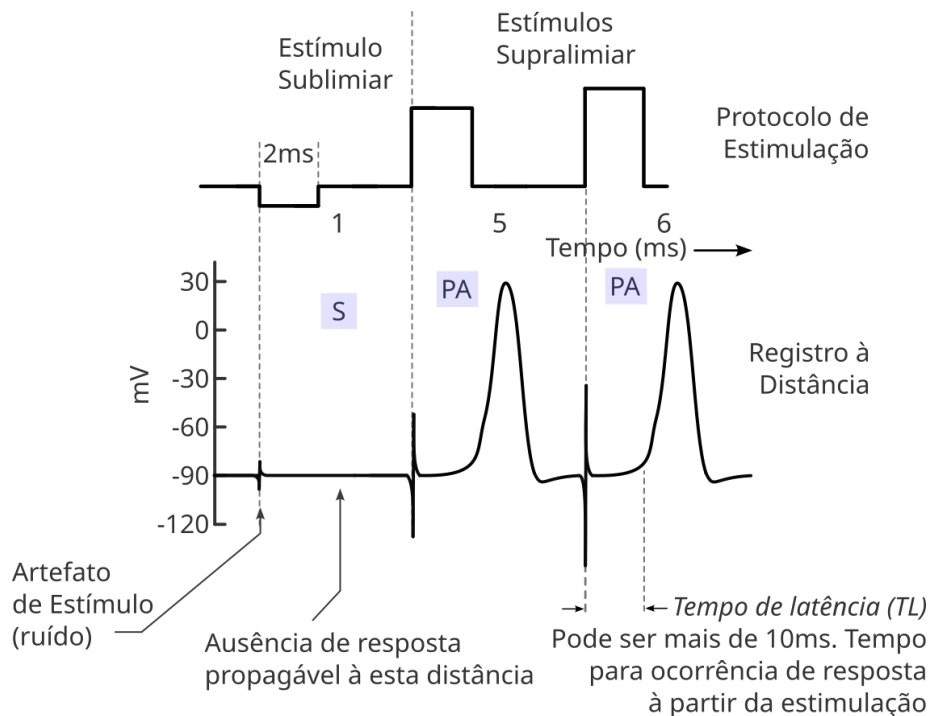 Estímulo
Sublimiar
Estímulos
Supralimiar
Protocolo de
Estimulação
2ms
1
5
6
Tempo (ms)
30
0
-30
-60
-90
-120
mV
S
PA
PA
Registro à
Distância
Artefato
de Estímulo
(ruído)
Ausência de resposta
propagável à esta distância
Tempo de latência (TL)
Pode ser mais de 10ms. Tempo
para ocorrência de resposta
à partir da estimulação